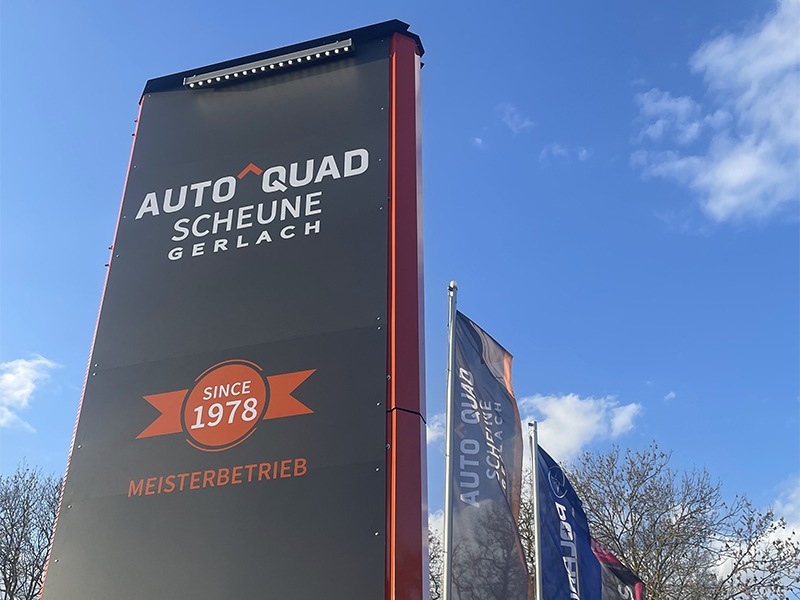 AUTO^QUAD
SCHEUNE
GERLACH
SINCE
1978
MEISTERBETRIEB
AUTO^QUAD
SCHEUNE
GERLACH